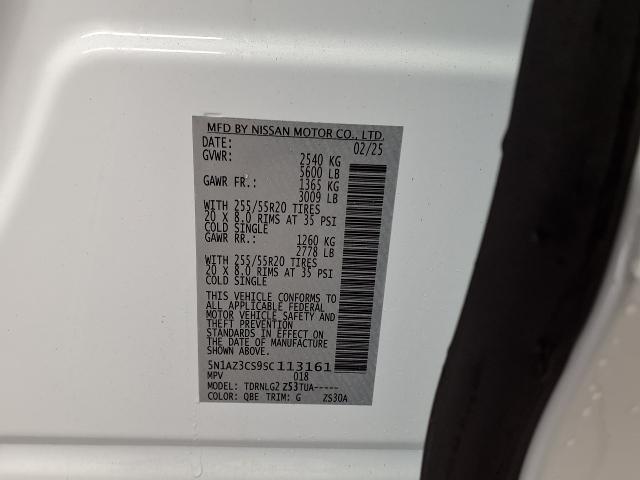 MFD BY NISSAN MOTOR CO., LTD.
DATE: 02/25
GVWR: 2540 KG
5600 LB
GAWR FR.: 1365 KG
3009 LB
WITH 255/55R20 TIRES
20 X 8.0 RIMS AT 35 PSI
COLD SINGLE
GAWR RR.: 1260 KG
2778 LB
WITH 255/55R20 TIRES
20 X 8.0 RIMS AT 35 PSI
COLD SINGLE
THIS VEHICLE CONFORMS TO
ALL APPLICABLE FEDERAL
MOTOR VEHICLE SAFETY AND
THEFT PREVENTION
STANDARDS IN EFFECT ON
THE DATE OF MANUFACTURE
SHOWN ABOVE.
5N1AZ3CS9SC113161
MPV 018
MODEL: TDRNLG2 Z53TUA-----
COLOR: QBE TRIM: G ZS30A